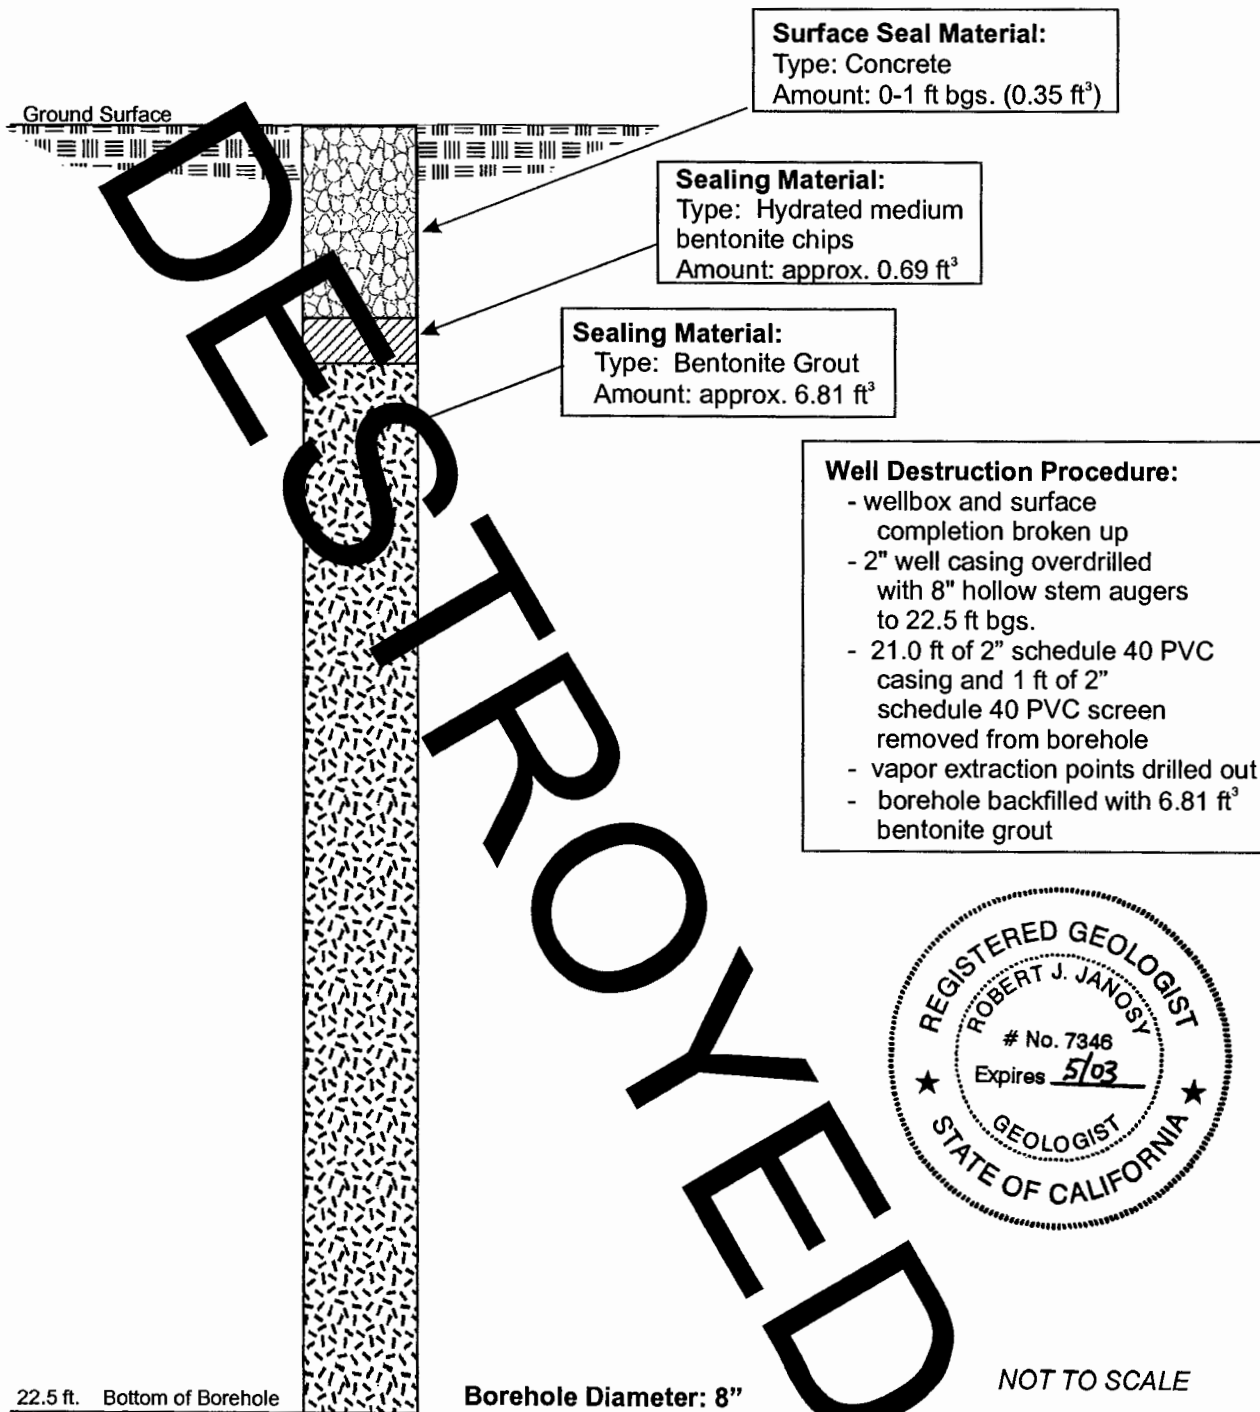 Surface Seal Material:
Type: Concrete
Amount: 0-1 ft bgs. (0.35 ft³)
Ground Surface
Sealing Material:
Type: Hydrated medium
bentonite chips
Amount: approx. 0.69 ft³
Sealing Material:
Type: Bentonite Grout
Amount: approx. 6.81 ft³
Well Destruction Procedure:
- wellbox and surface
completion broken up
- 2" well casing overdrilled
with 8" hollow stem augers
to 22.5 ft bgs.
- 21.0 ft of 2" schedule 40 PVC
casing and 1 ft of 2"
schedule 40 PVC screen
removed from borehole
- vapor extraction points drilled out
- borehole backfilled with 6.81 ft³
bentonite grout
DESTROYED
REGISTERED GEOLOGIST
ROBERT J. JANOSY
# No. 7346
Expires 5/03
GEOLOGIST
STATE OF CALIFORNIA
22.5 ft. Bottom of Borehole
Borehole Diameter: 8"
NOT TO SCALE